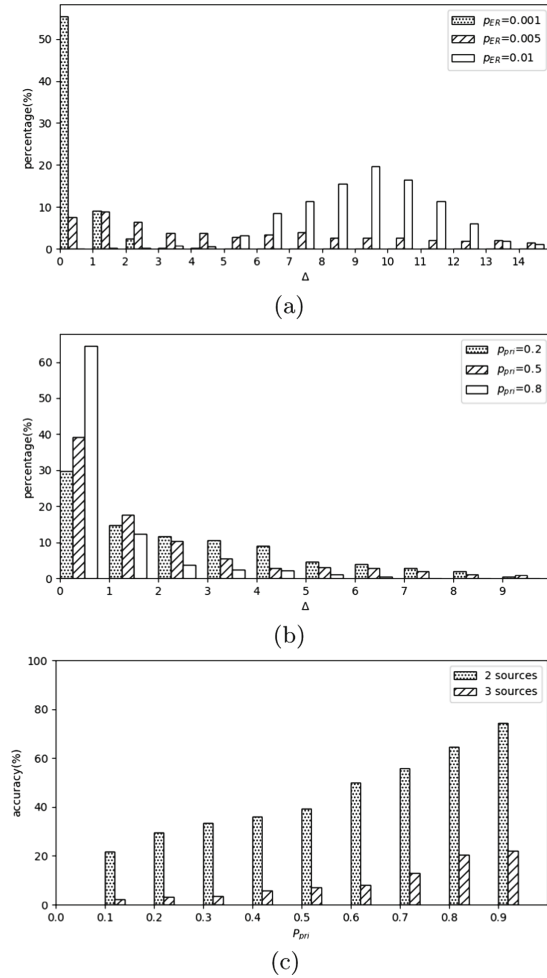 50
40
30
20
10
0
percentage(%)
p_ER=0.001
p_ER=0.005
p_ER=0.01
0 1 2 3 4 5 6 7 8 9 10 11 12 13 14
Δ
(a)
60
50
40
30
20
10
0
percentage(%)
p_pri=0.2
p_pri=0.5
p_pri=0.8
0 1 2 3 4 5 6 7 8 9
Δ
(b)
100
80
60
40
20
0
accuracy(%)
2 sources
3 sources
0.0 0.1 0.2 0.3 0.4 0.5 0.6 0.7 0.8 0.9
P_pri
(c)